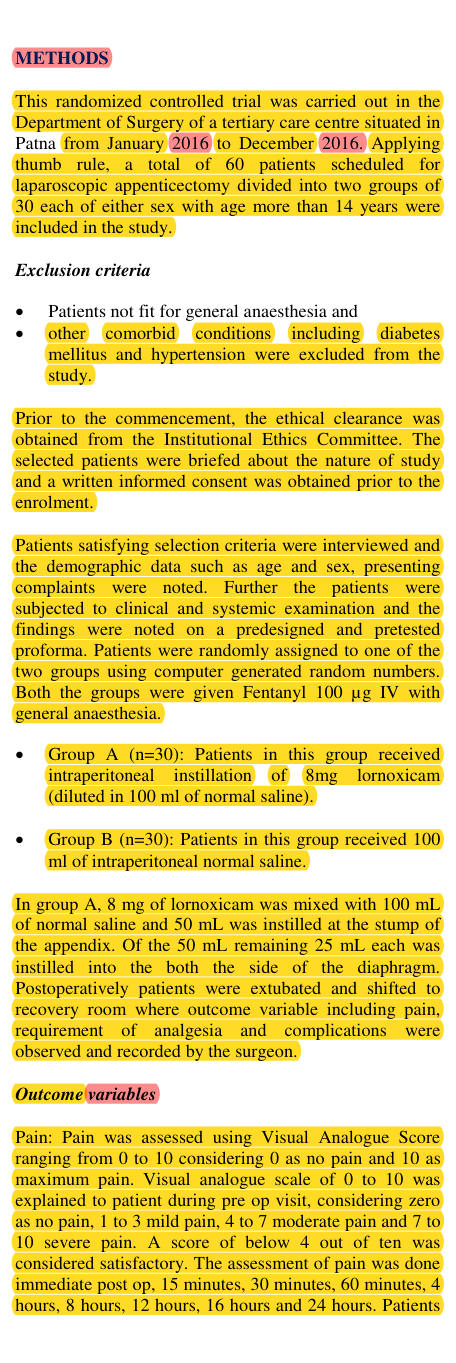 METHODS
This randomized controlled trial was carried out in the
Department of Surgery of a tertiary care centre situated in
Patna from January 2016 to December 2016. Applying
thumb rule, a total of 60 patients scheduled for
laparoscopic appenticectomy divided into two groups of
30 each of either sex with age more than 14 years were
included in the study.
Exclusion criteria
• Patients not fit for general anaesthesia and
• other comorbid conditions including diabetes
mellitus and hypertension were excluded from the
study.
Prior to the commencement, the ethical clearance was
obtained from the Institutional Ethics Committee. The
selected patients were briefed about the nature of study
and a written informed consent was obtained prior to the
enrolment.
Patients satisfying selection criteria were interviewed and
the demographic data such as age and sex, presenting
complaints were noted. Further the patients were
subjected to clinical and systemic examination and the
findings were noted on a predesigned and pretested
proforma. Patients were randomly assigned to one of the
two groups using computer generated random numbers.
Both the groups were given Fentanyl 100 µg IV with
general anaesthesia.
• Group A (n=30): Patients in this group received
intraperitoneal instillation of 8mg lornoxicam
(diluted in 100 ml of normal saline).
• Group B (n=30): Patients in this group received 100
ml of intraperitoneal normal saline.
In group A, 8 mg of lornoxicam was mixed with 100 mL
of normal saline and 50 mL was instilled at the stump of
the appendix. Of the 50 mL remaining 25 mL each was
instilled into the both the side of the diaphragm.
Postoperatively patients were extubated and shifted to
recovery room where outcome variable including pain,
requirement of analgesia and complications were
observed and recorded by the surgeon.
Outcome variables
Pain: Pain was assessed using Visual Analogue Score
ranging from 0 to 10 considering 0 as no pain and 10 as
maximum pain. Visual analogue scale of 0 to 10 was
explained to patient during pre op visit, considering zero
as no pain, 1 to 3 mild pain, 4 to 7 moderate pain and 7 to
10 severe pain. A score of below 4 out of ten was
considered satisfactory. The assessment of pain was done
immediate post op, 15 minutes, 30 minutes, 60 minutes, 4
hours, 8 hours, 12 hours, 16 hours and 24 hours. Patients